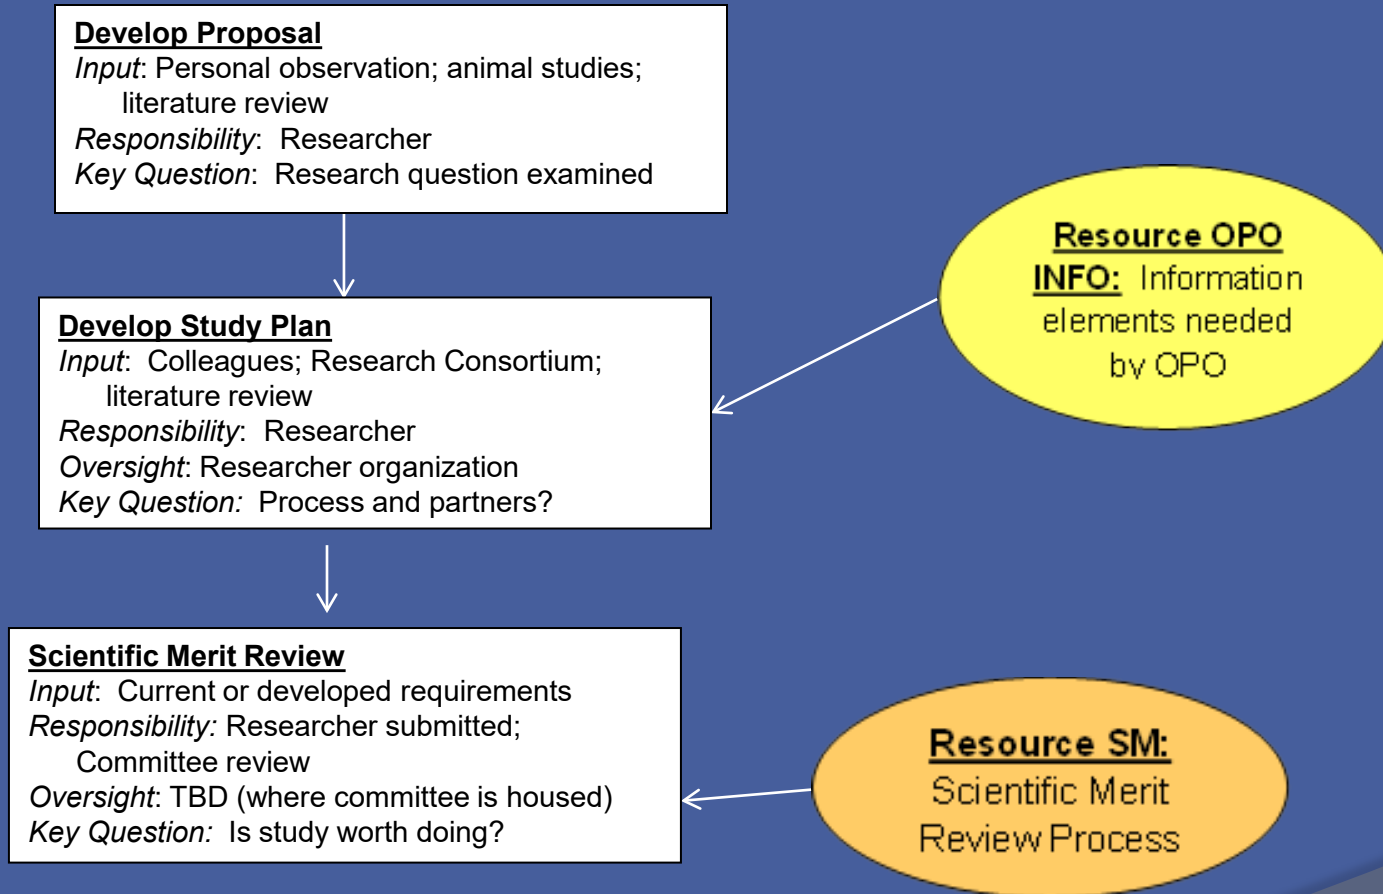 Develop Proposal
Input: Personal observation; animal studies;
literature review
Responsibility: Researcher
Key Question: Research question examined
Resource OPO
INFO: Information
elements needed
by OPO
Develop Study Plan
Input: Colleagues; Research Consortium;
literature review
Responsibility: Researcher
Oversight: Researcher organization
Key Question: Process and partners?
Scientific Merit Review
Input: Current or developed requirements
Responsibility: Researcher submitted;
Committee review
Oversight: TBD (where committee is housed)
Key Question: Is study worth doing?
Resource SM:
Scientific Merit
Review Process